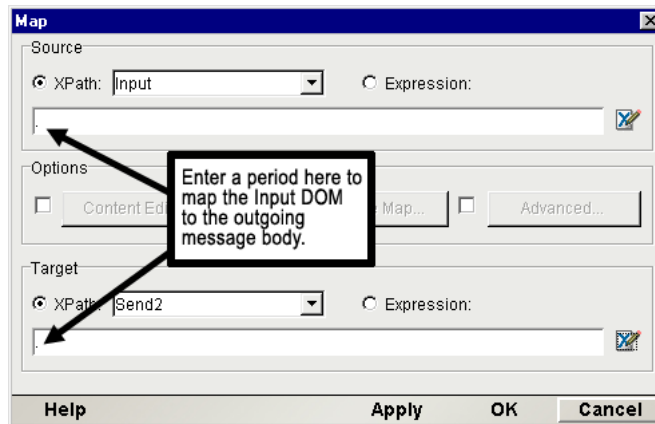 Map
Source
XPath: Input Expression:
.
Enter a period here to
map the Input DOM
to the outgoing
message body.
Options
Content Map... Advanced...
Target
XPath: Send2 Expression:
.
Help Apply OK Cancel